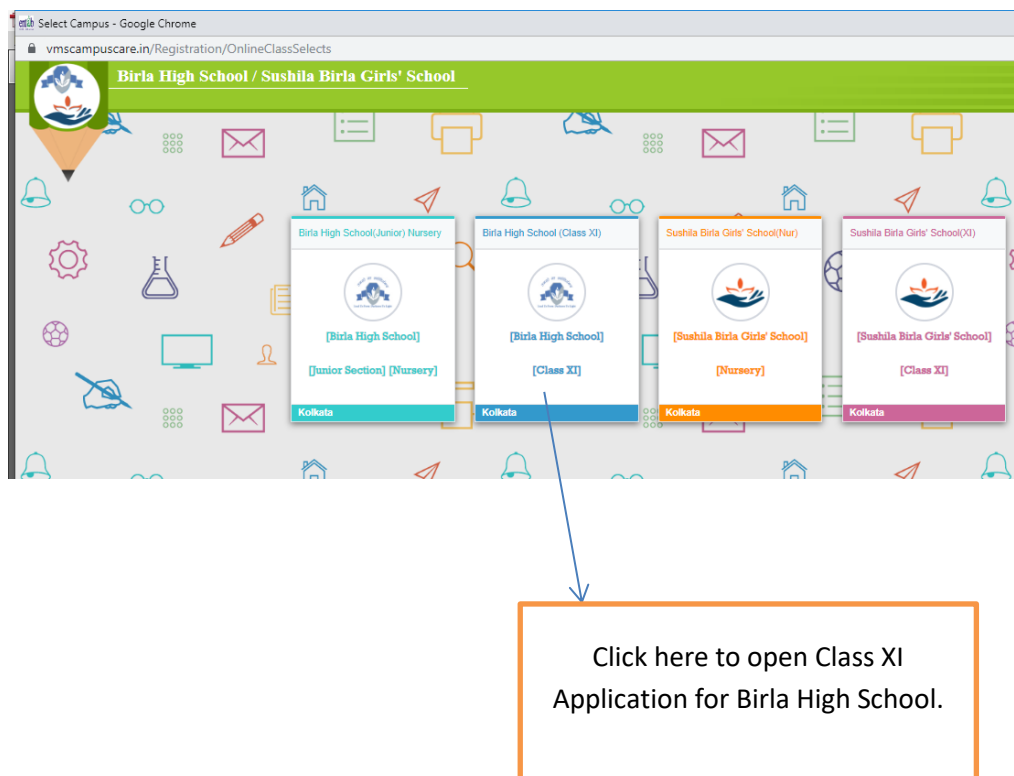 Select Campus - Google Chrome
vmscampuscare.in/Registration/OnlineClassSelects
Birla High School / Sushila Birla Girls' School
Birla High School(Junior) Nursery
[Birla High School]
[Junior Section] [Nursery]
Kolkata
Birla High School (Class XI)
[Birla High School]
[Class XI]
Kolkata
Sushila Birla Girls' School(Nur)
[Sushila Birla Girls' School]
[Nursery]
Kolkata
Sushila Birla Girls' School(XI)
[Sushila Birla Girls' School]
[Class XI]
Kolkata
Click here to open Class XI
Application for Birla High School.